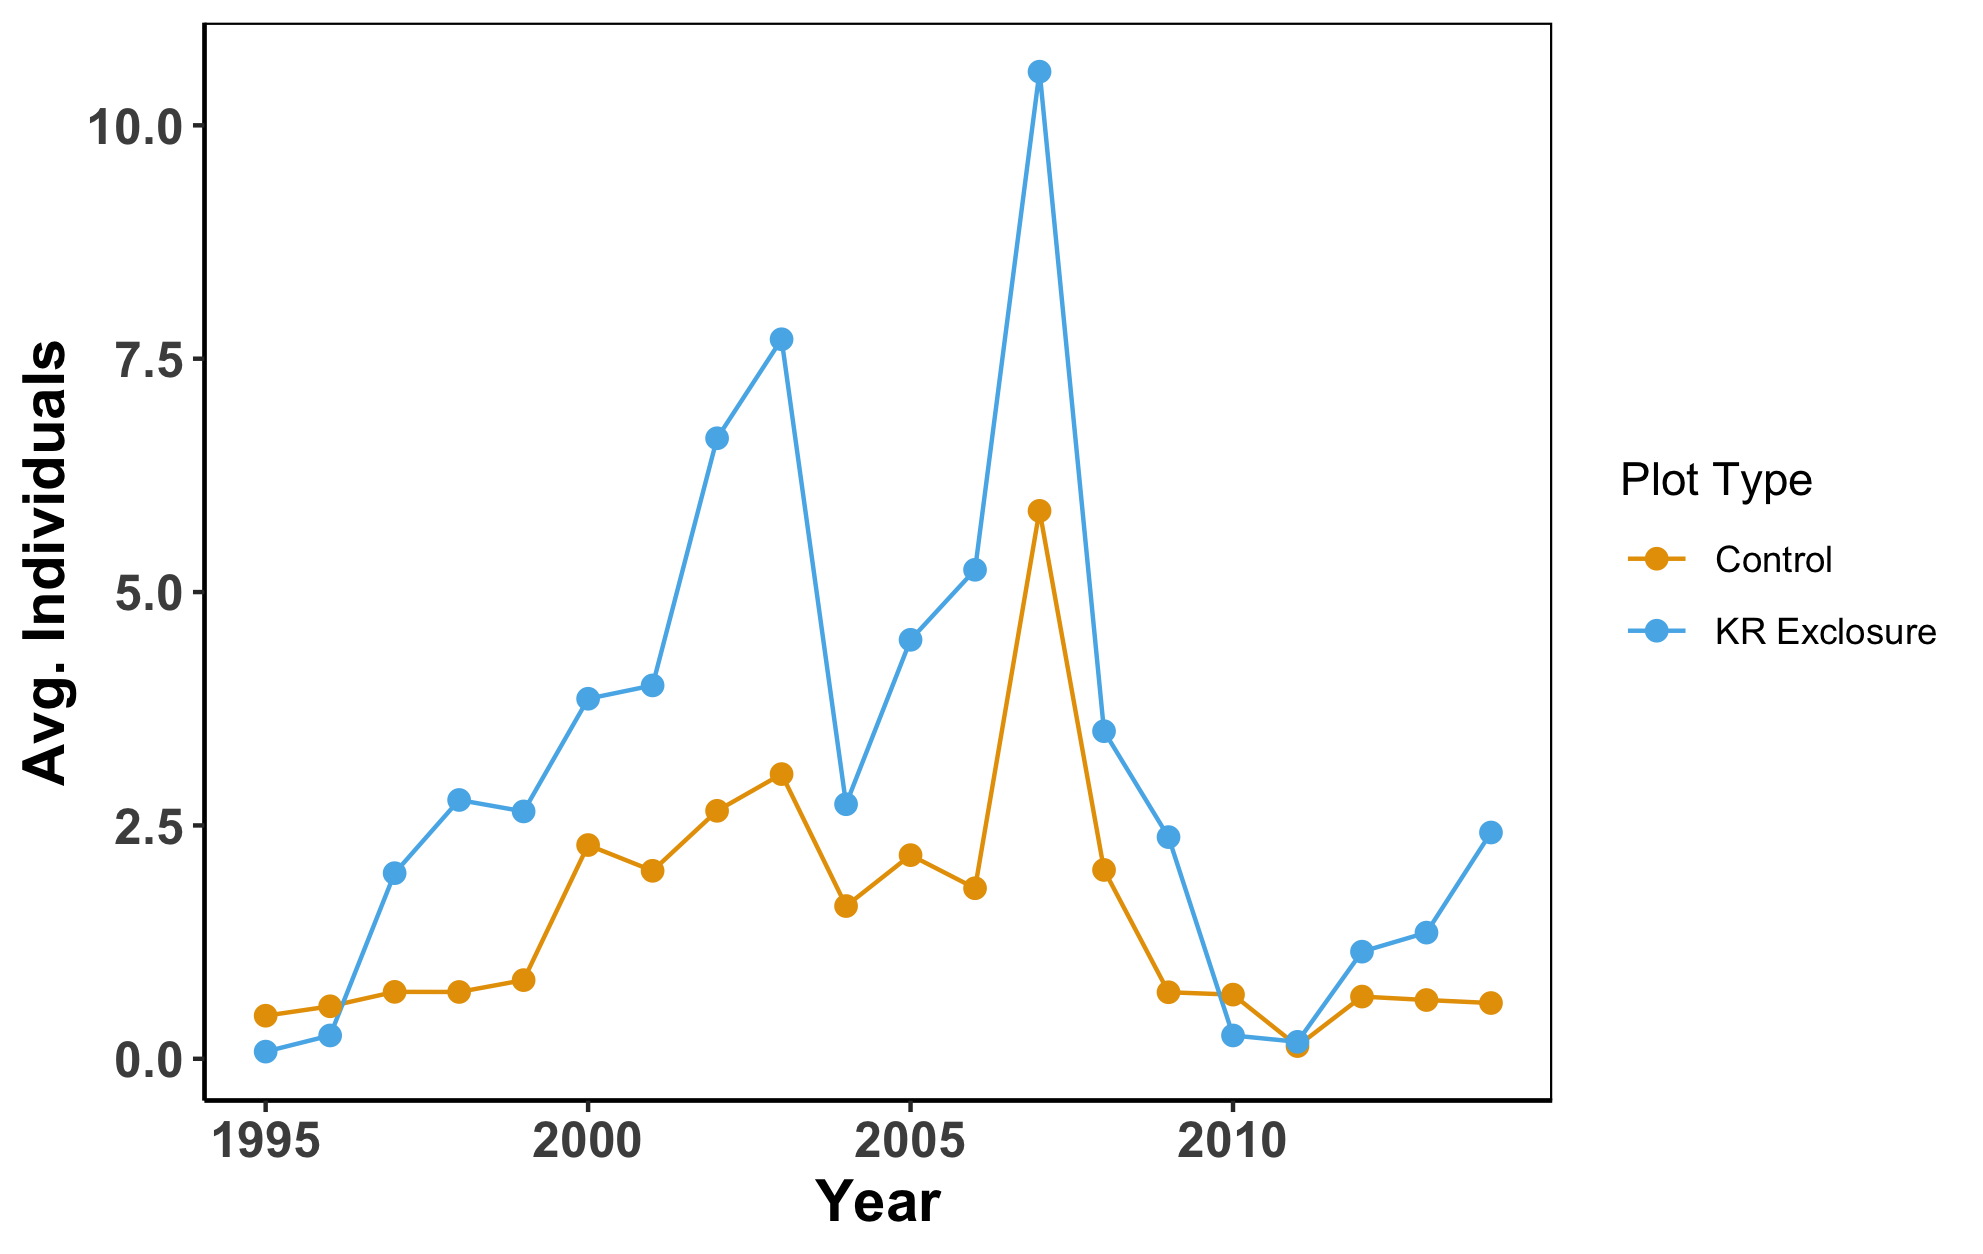 10.0
7.5
5.0
2.5
0.0
Avg. Individuals
1995 2000 2005 2010
Year
Plot Type
Control
KR Exclosure